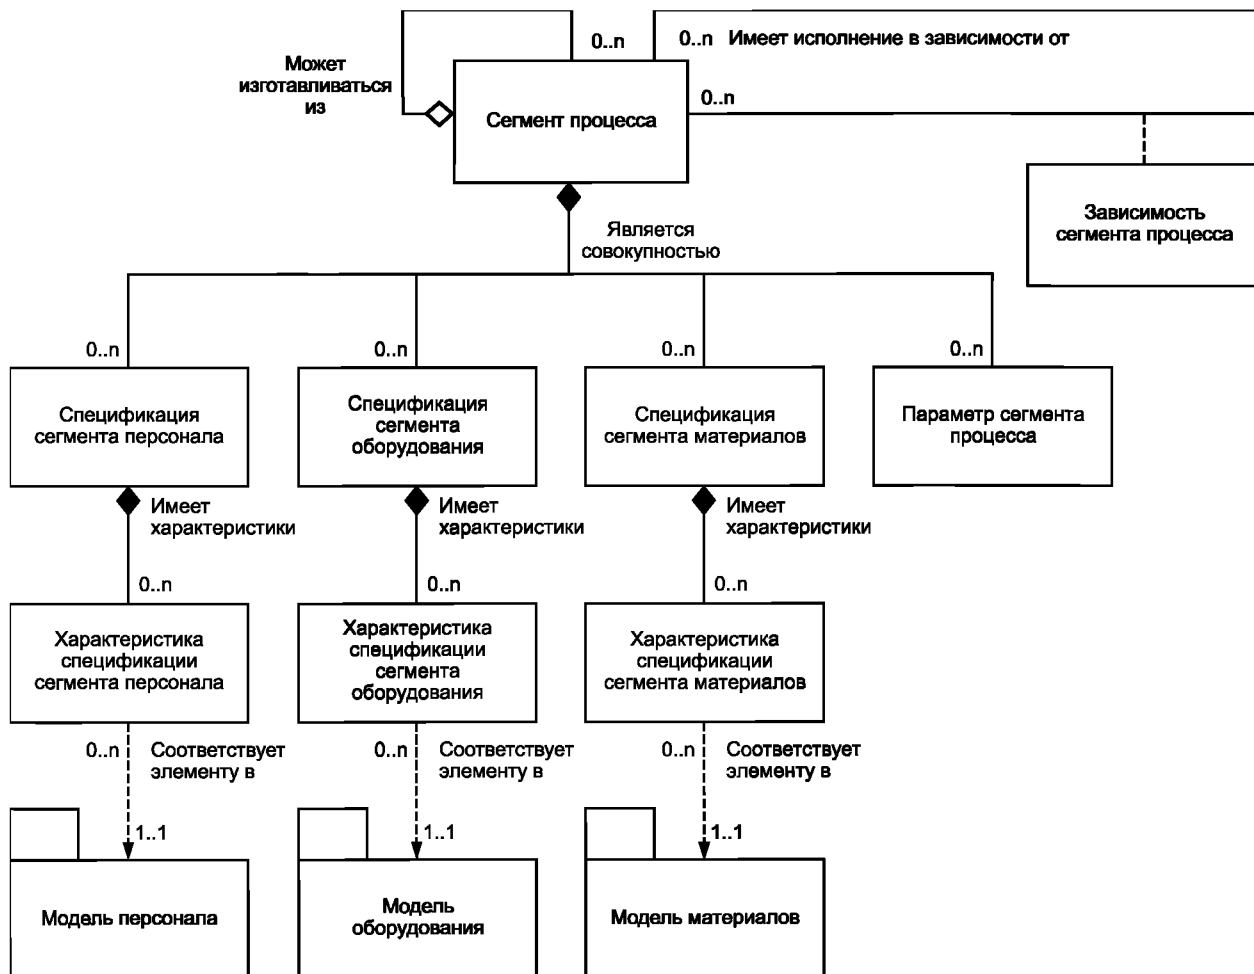 0..n
0..n Имеет исполнение в зависимости от
Может
изготавливаться
из
0..n
Сегмент процесса
Зависимость
сегмента процесса
Является
совокупностью
0..n
0..n
0..n
0..n
Спецификация
сегмента персонала
Спецификация
сегмента
оборудования
Спецификация
сегмента материалов
Параметр сегмента
процесса
Имеет
характеристики
Имеет
характеристики
Имеет
характеристики
0..n
0..n
0..n
Характеристика
спецификации
сегмента персонала
Характеристика
спецификации
сегмента
оборудования
Характеристика
спецификации
сегмента материалов
0..n
Соответствует
элементу в
0..n
Соответствует
элементу в
0..n
Соответствует
элементу в
1..1
1..1
1..1
Модель персонала
Модель
оборудования
Модель материалов